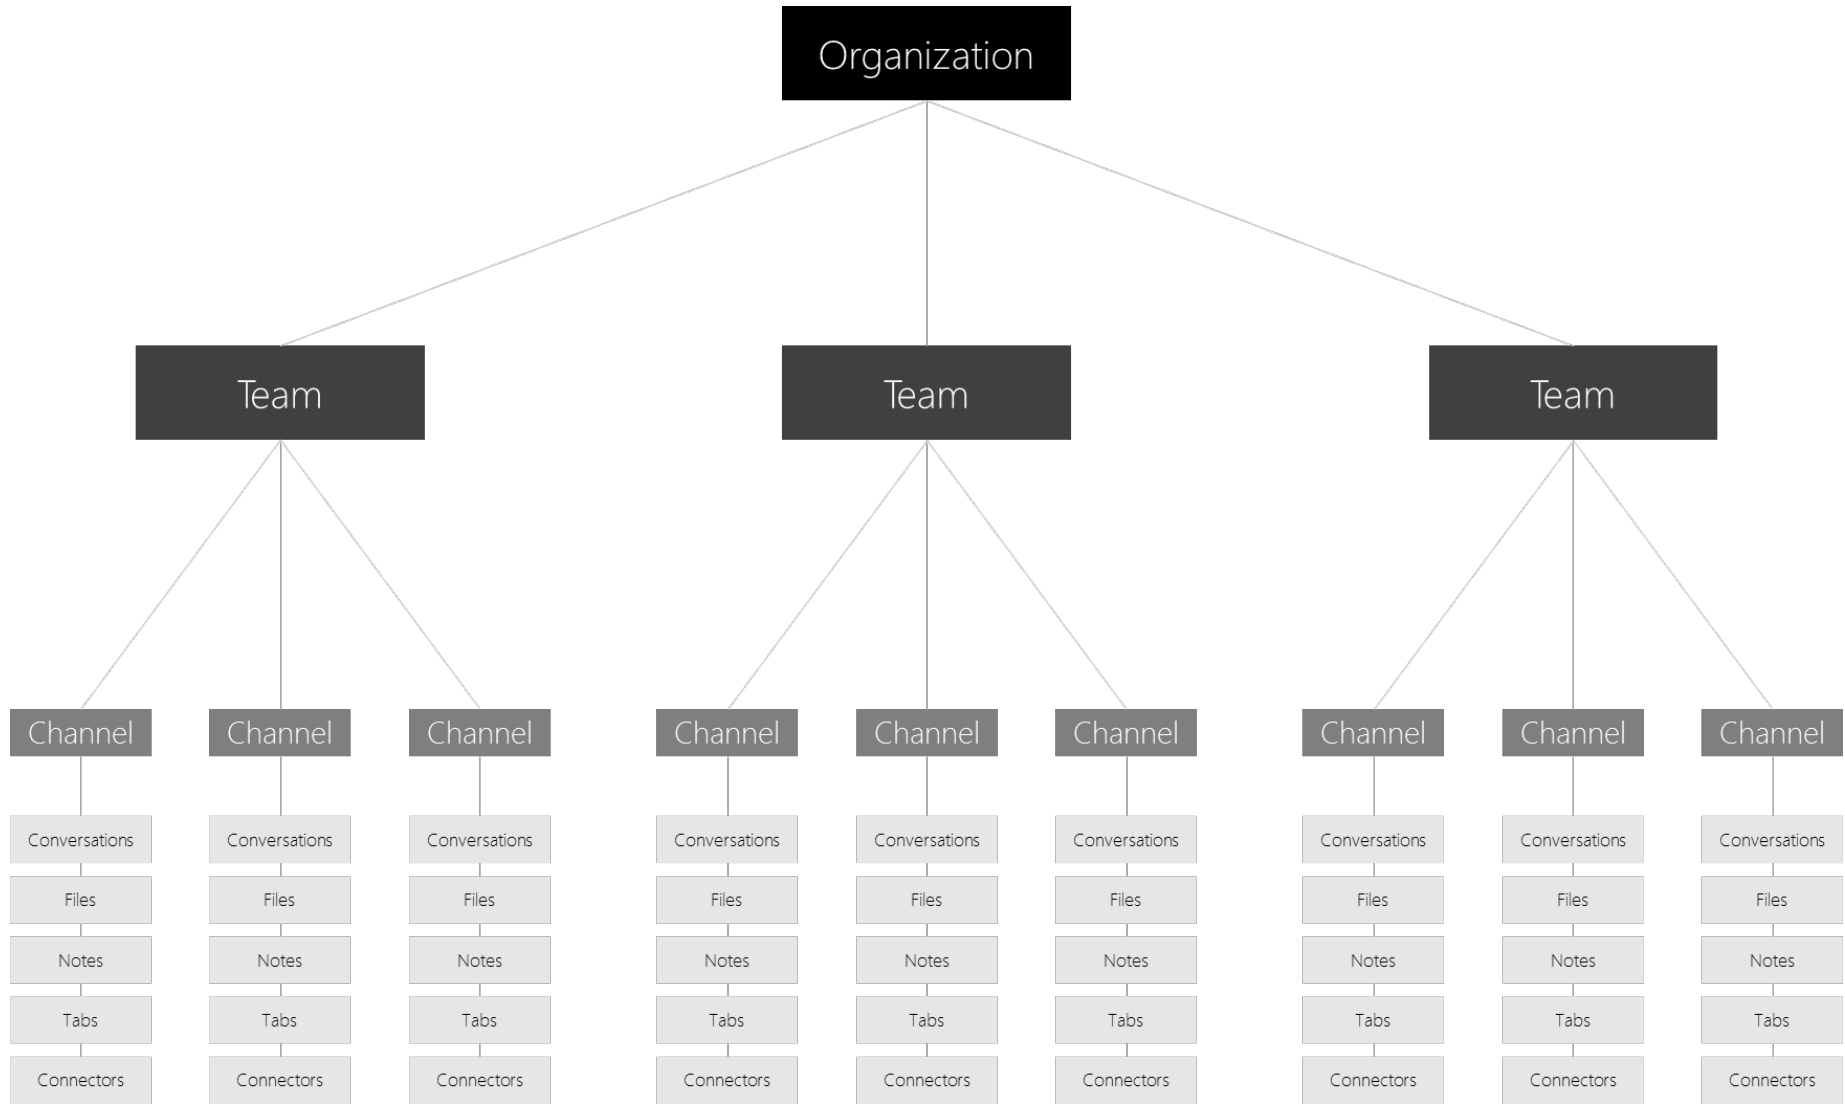 Organization
Team Team Team
Channel Channel Channel Channel Channel Channel Channel Channel Channel
Conversations Conversations Conversations Conversations Conversations Conversations Conversations Conversations Conversations
Files Files Files Files Files Files Files Files Files
Notes Notes Notes Notes Notes Notes Notes Notes Notes
Tabs Tabs Tabs Tabs Tabs Tabs Tabs Tabs Tabs
Connectors Connectors Connectors Connectors Connectors Connectors Connectors Connectors Connectors